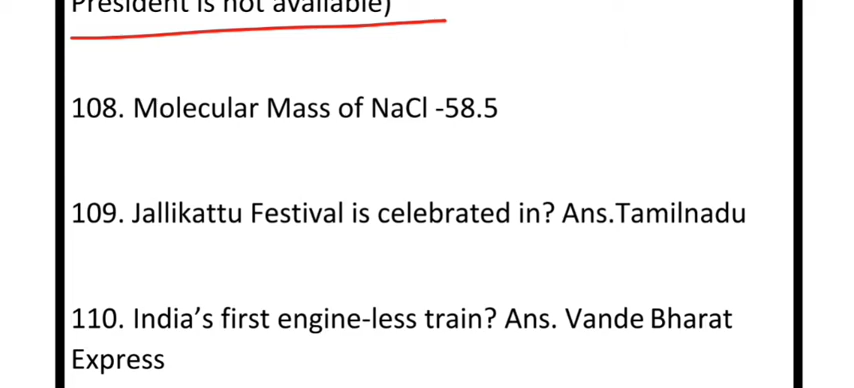 President is not available)
108. Molecular Mass of NaCl -58.5
109. Jallikattu Festival is celebrated in? Ans.Tamilnadu
110. India’s first engine-less train? Ans. Vande Bharat
Express